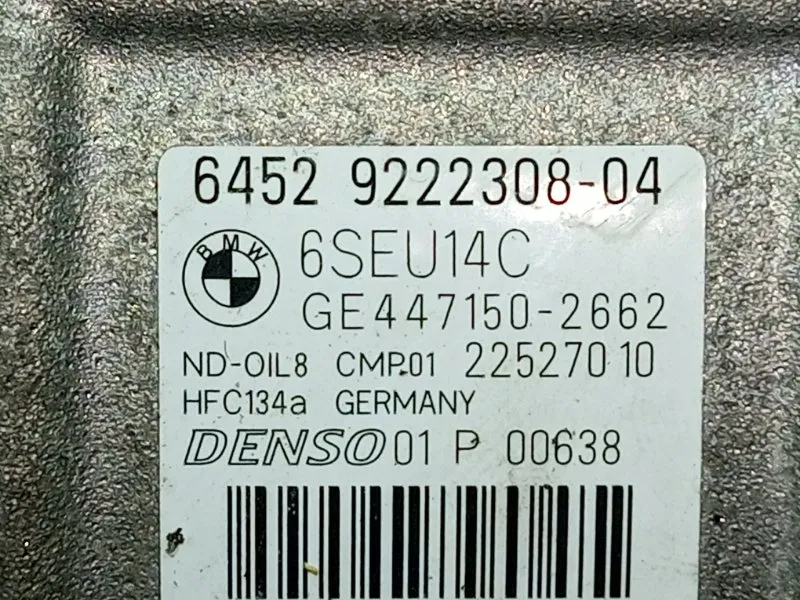 6452 9222308-04
BMW
6SEU14C
GE447150-2662
ND-OIL8 CMP.01 22527010
HFC134a GERMANY
DENSO 01 P 00638